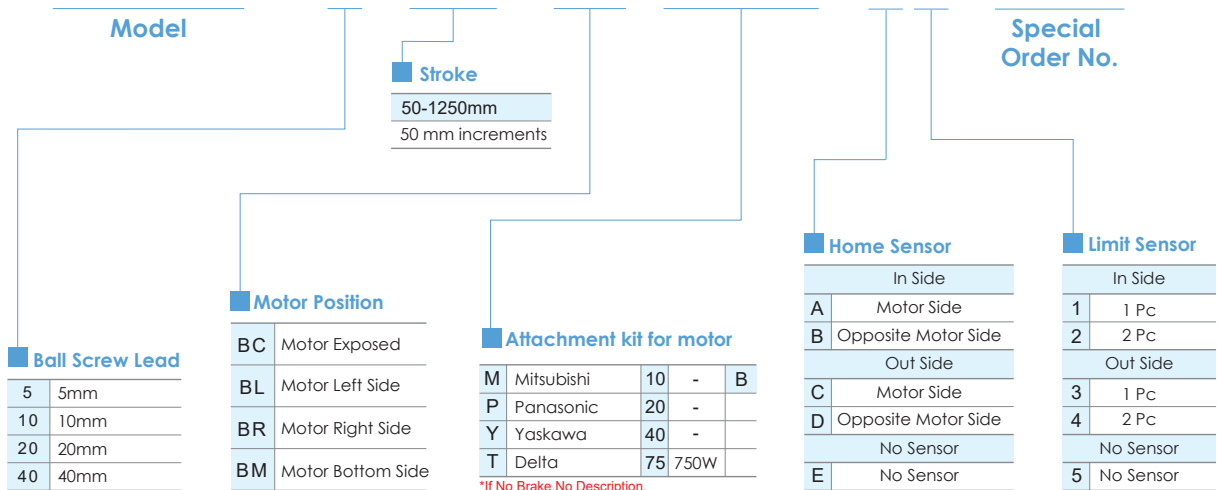 Model
Special
Order No.
Stroke
50-1250mm
50 mm increments
Home Sensor
In Side
A Motor Side
B Opposite Motor Side
Out Side
C Motor Side
D Opposite Motor Side
No Sensor
E No Sensor
Limit Sensor
In Side
1 1 Pc
2 2 Pc
Out Side
3 1 Pc
4 2 Pc
No Sensor
5 No Sensor
Motor Position
BC Motor Exposed
BL Motor Left Side
BR Motor Right Side
BM Motor Bottom Side
Attachment kit for motor
M Mitsubishi 10 - B
P Panasonic 20 -
Y Yaskawa 40 -
T Delta 75 750W
*If No Brake No Description.
Ball Screw Lead
5 5mm
10 10mm
20 20mm
40 40mm